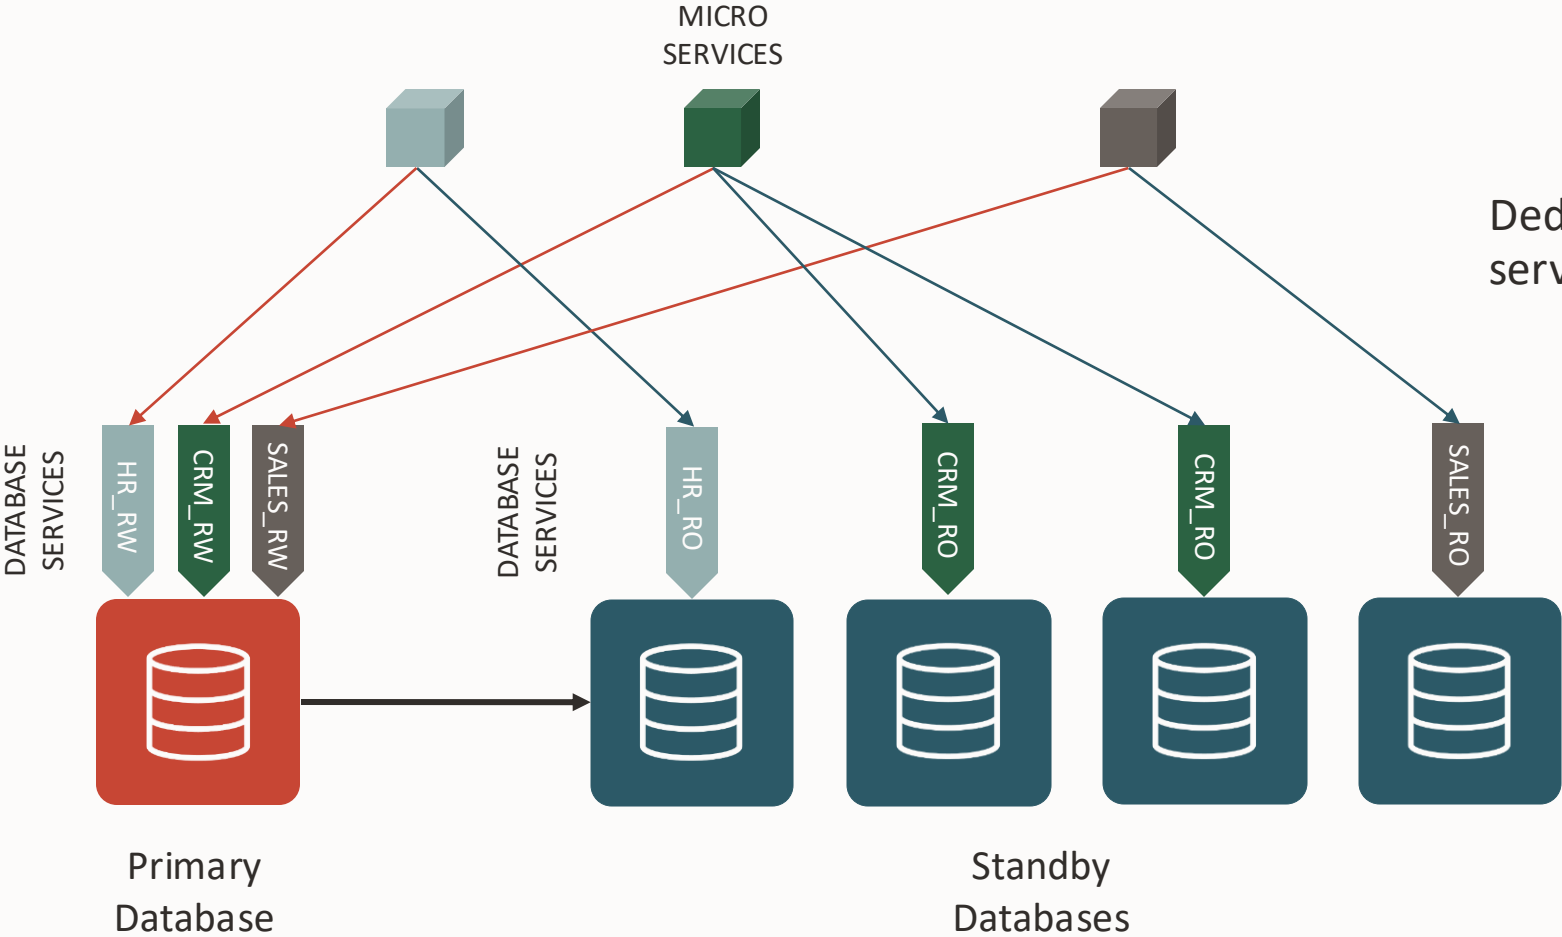 MICRO
SERVICES
DATABASE
SERVICES
HR_RW
CRM_RW
SALES_RW
DATABASE
SERVICES
HR_RO
CRM_RO
CRM_RO
SALES_RO
Primary
Database
Standby
Databases